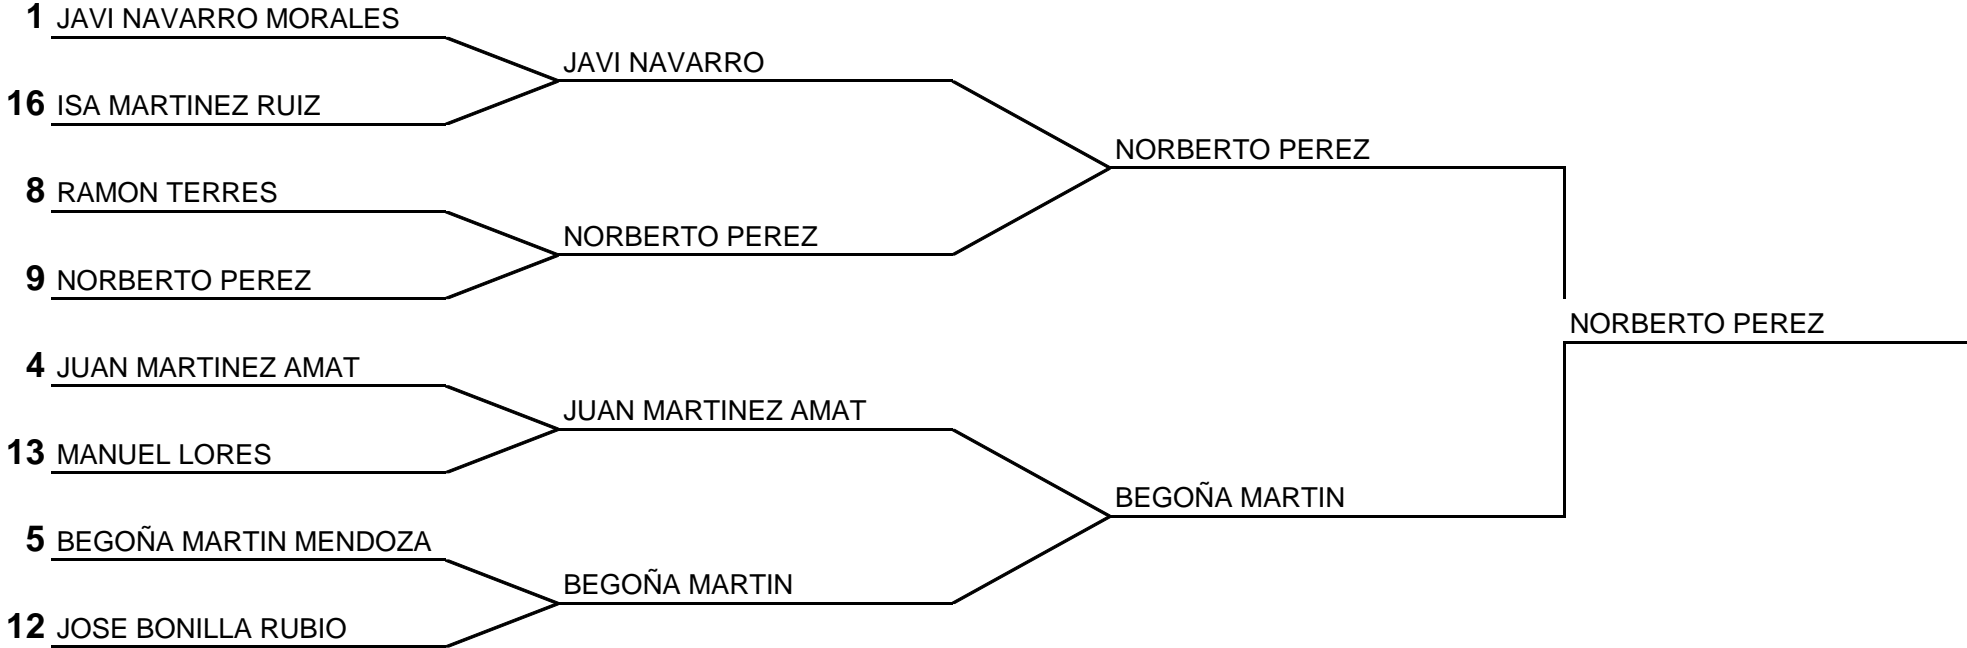 1 JAVI NAVARRO MORALES
JAVI NAVARRO
16 ISA MARTINEZ RUIZ
NORBERTO PEREZ
8 RAMON TERRES
NORBERTO PEREZ
9 NORBERTO PEREZ
NORBERTO PEREZ
4 JUAN MARTINEZ AMAT
JUAN MARTINEZ AMAT
13 MANUEL LORES
BEGOÑA MARTIN
5 BEGOÑA MARTIN MENDOZA
BEGOÑA MARTIN
12 JOSE BONILLA RUBIO